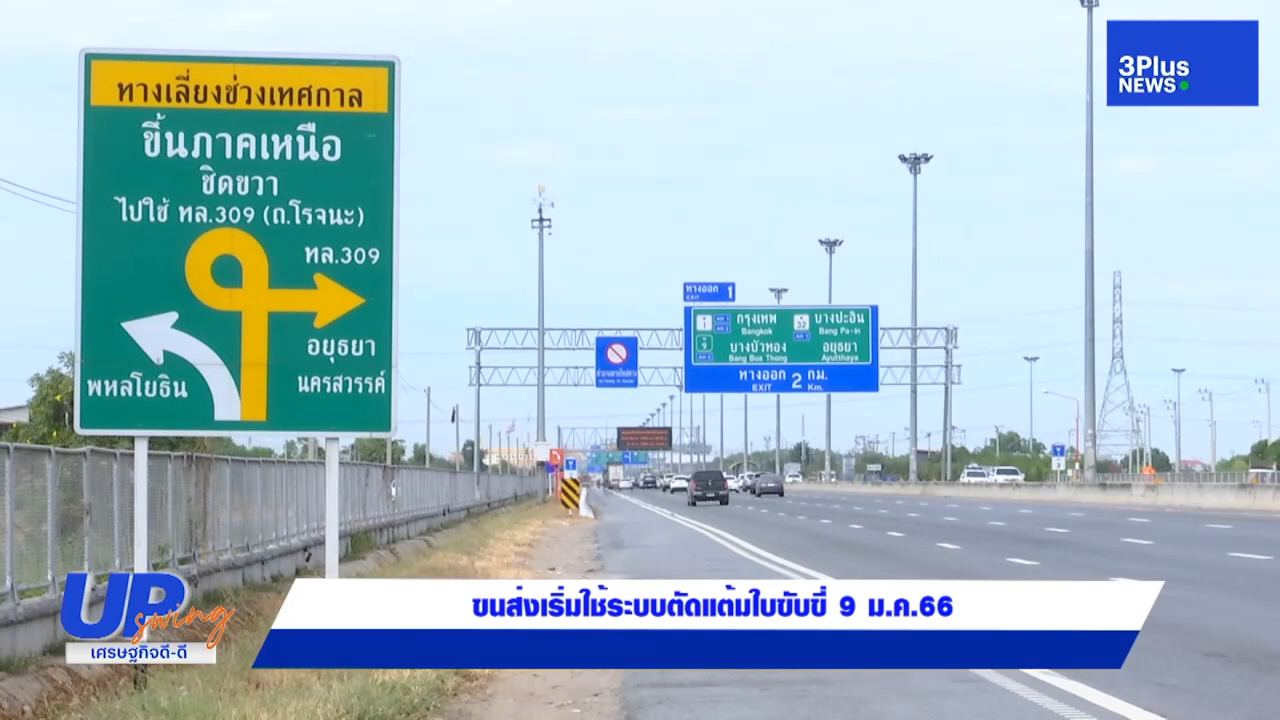 ทางเลี่ยงช่วงเทศกาล
ขึ้นภาคเหนือ
ชิดขวา
ไปใช้ ทล.309 (ถ.โรจนะ)
ทล.309
อยุธยา
พหลโยธิน
นครสวรรค์
3Plus
NEWS
ทางออก 1
EXIT
1
กรุงเทพ
Bangkok
32
บางปะอิน
Bang Pa-in
9
บางบัวทอง
Bang Bua Thong
อยุธยา
Ayutthaya
ทางออก 2 กม.
EXIT Km.
UP
swing
เศรษฐกิจดี-ดี
ขนส่งเริ่มใช้ระบบตัดแต้มใบขับขี่ 9 ม.ค.66